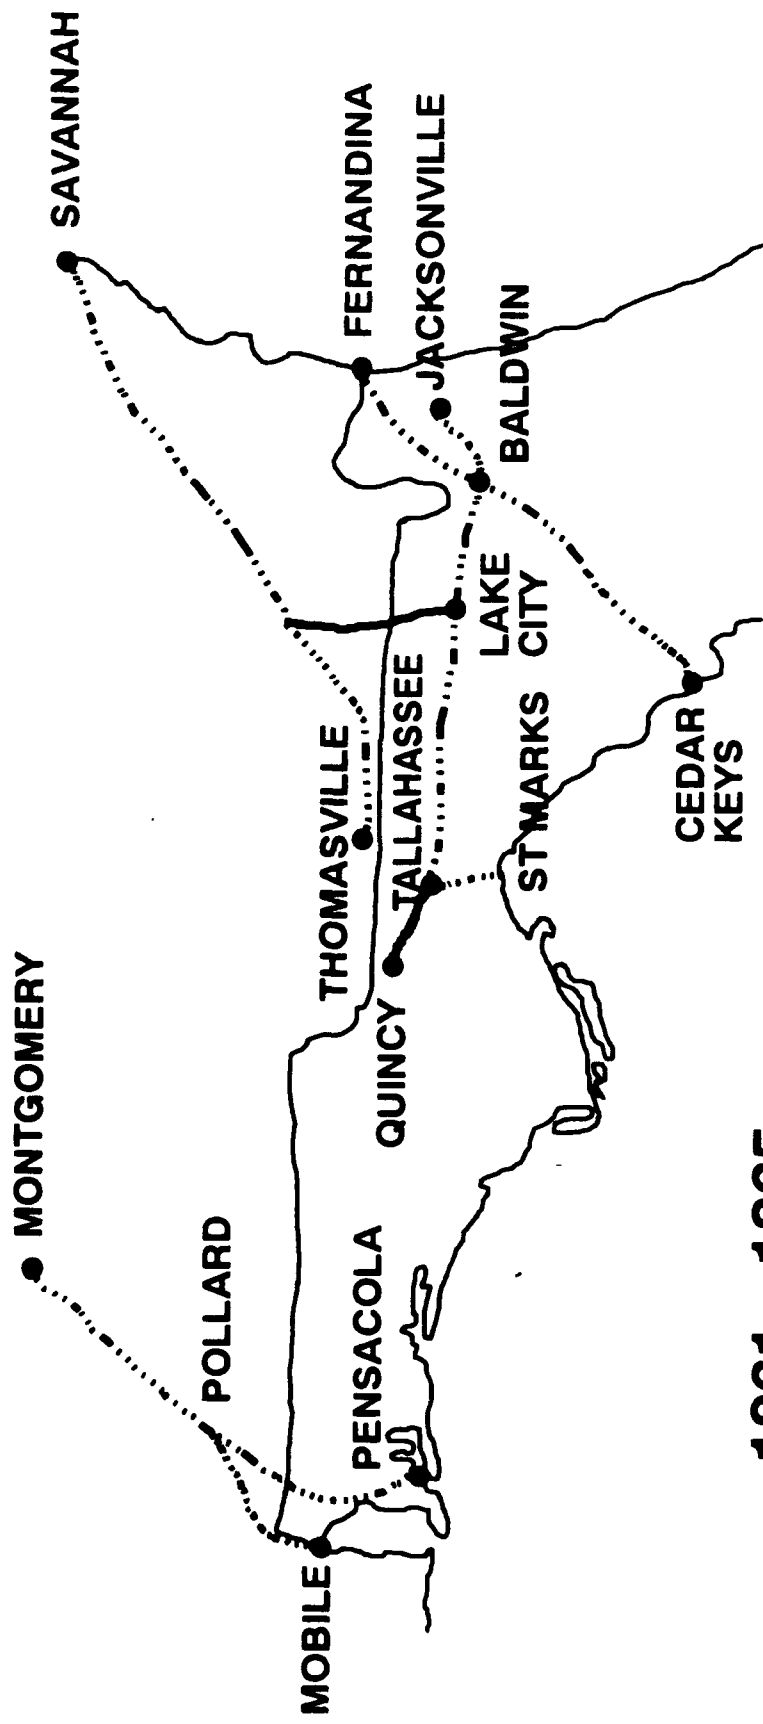 SAVANNAH
MONTGOMERY
FERNANDINA
JACKSONVILLE
BALDWIN
POLLARD
THOMASVILLE
TALLAHASSEE
LAKE
CITY
QUINCY
ST MARKS
PENSACOLA
MOBILE
CEDAR
KEYS